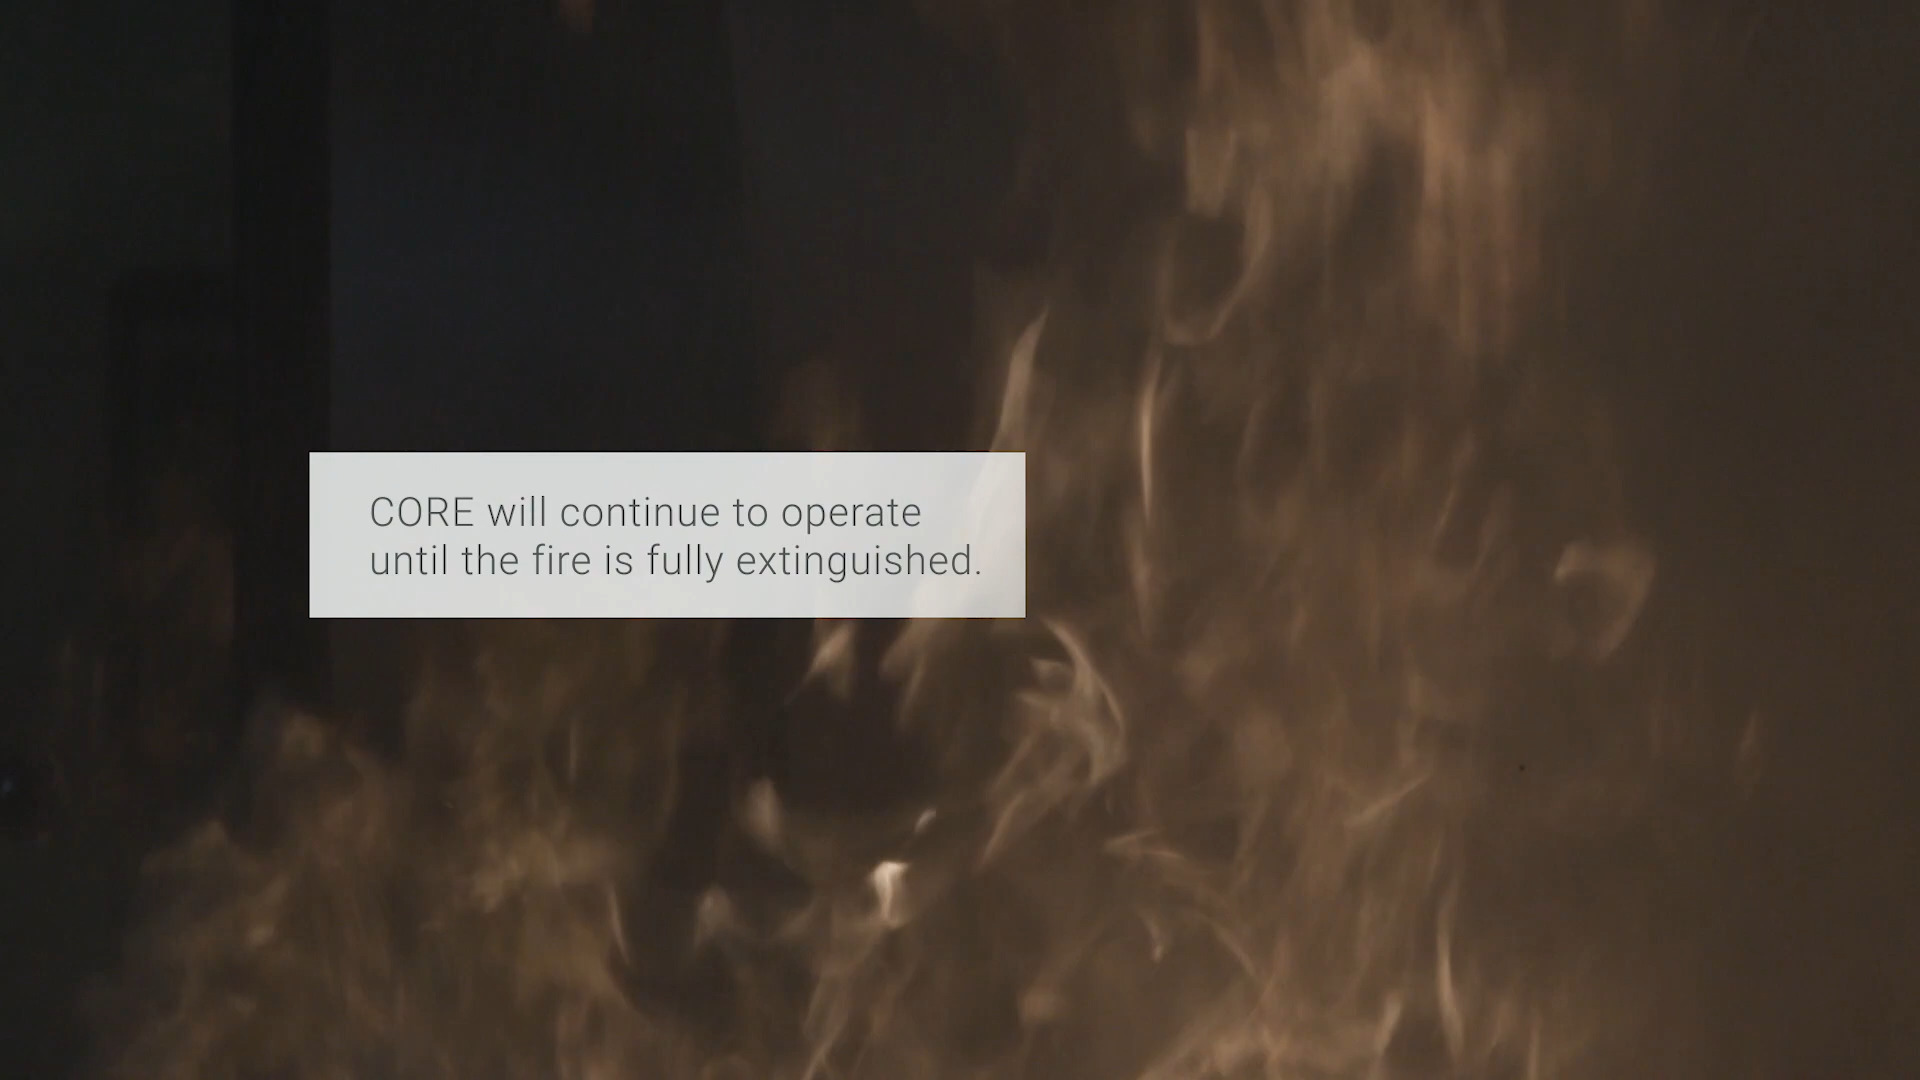 CORE will continue to operate
until the fire is fully extinguished.